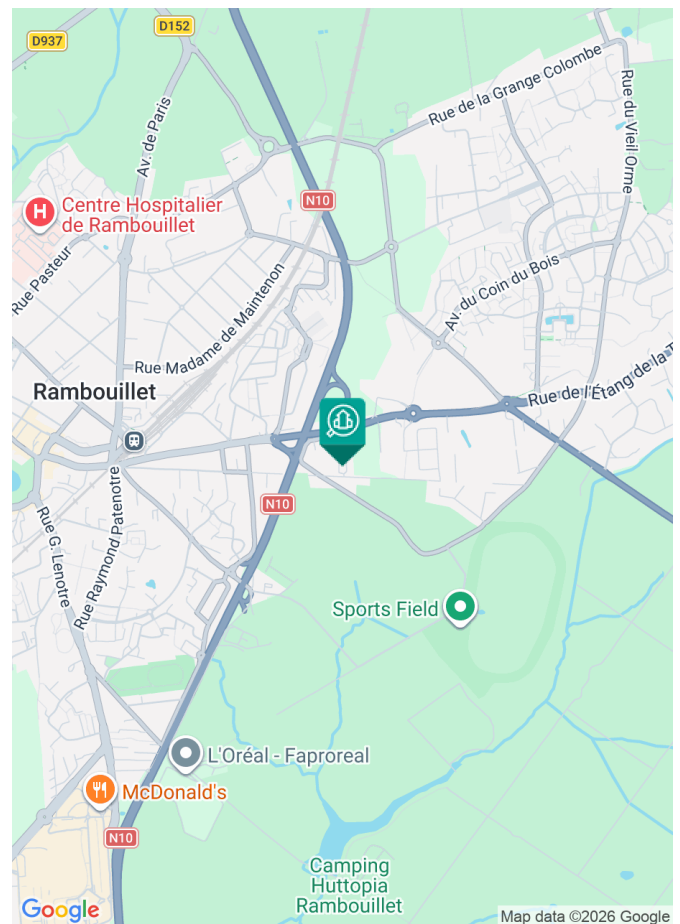 D152
D937
Rue de la Grange Colombe
Av. de Paris
Rue du Vieil Orme
N10
H
Centre Hospitalier
de Rambouillet
Rue Pasteur
Rue Madame de Maintenon
Av. du Coin du Bois
Rambouillet
Rue de l'Étang de la T
N10
Rue Raymond Patenotre
Rue G. Lenotre
Sports Field
L'Oréal - Faproreal
McDonald's
N10
Camping
Huttopia
Rambouillet
Google
Map data ©2026 Google